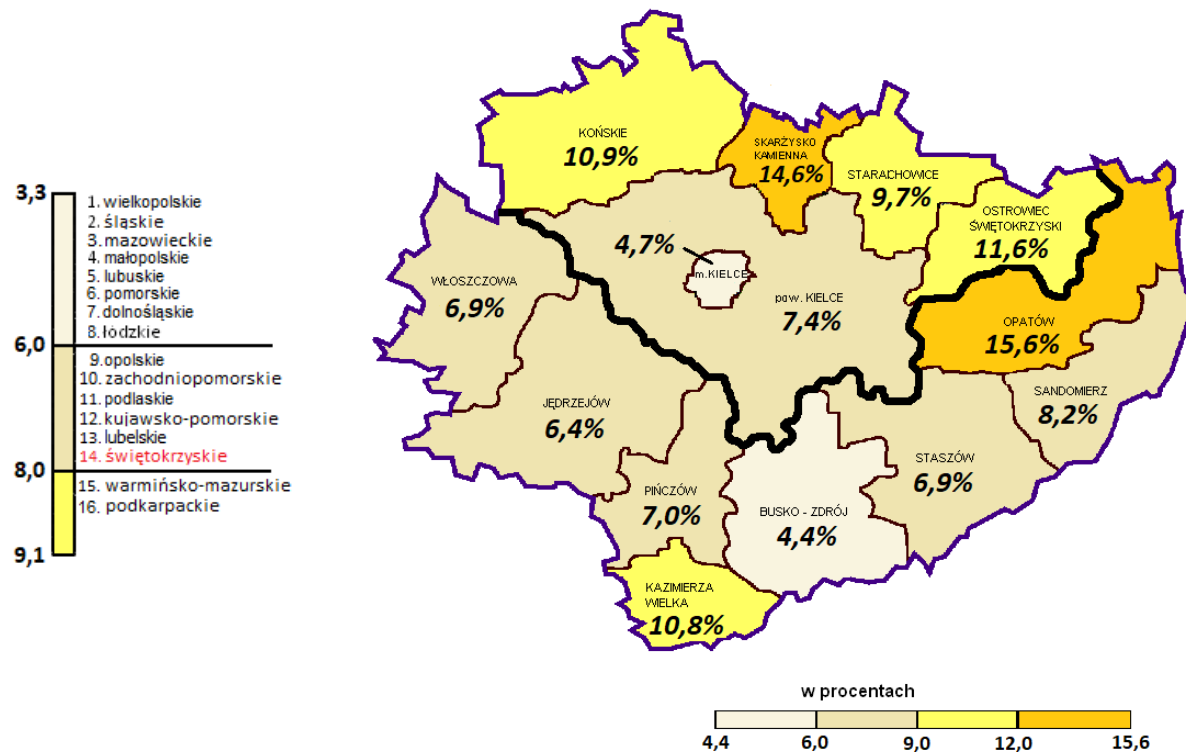 3,3
1. wielkopolskie
2. śląskie
3. mazowieckie
4. małopolskie
5. lubuskie
6. pomorskie
7. dolnośląskie
8. łódzkie
6,0
9. opolskie
10. zachodniopomorskie
11. podlaskie
12. kujawsko-pomorskie
13. lubelskie
14. świętokrzyskie
8,0
15. warmińsko-mazurskie
16. podkarpackie
9,1
KOŃSKIE
10,9%
SKARŻYSKO
KAMIENNA
14,6%
STARACHOWICE
9,7%
OSTROWIEC
ŚWIĘTOKRZYSKI
11,6%
4,7%
m.KIELCE
WŁOSZCZOWA
6,9%
pow. KIELCE
7,4%
OPATÓW
15,6%
SANDOMIERZ
8,2%
JĘDRZEJÓW
6,4%
STASZÓW
6,9%
PIŃCZÓW
7,0%
BUSKO - ZDRÓJ
4,4%
KAZIMIERZA
WIELKA
10,8%
w procentach
4,4 6,0 9,0 12,0 15,6